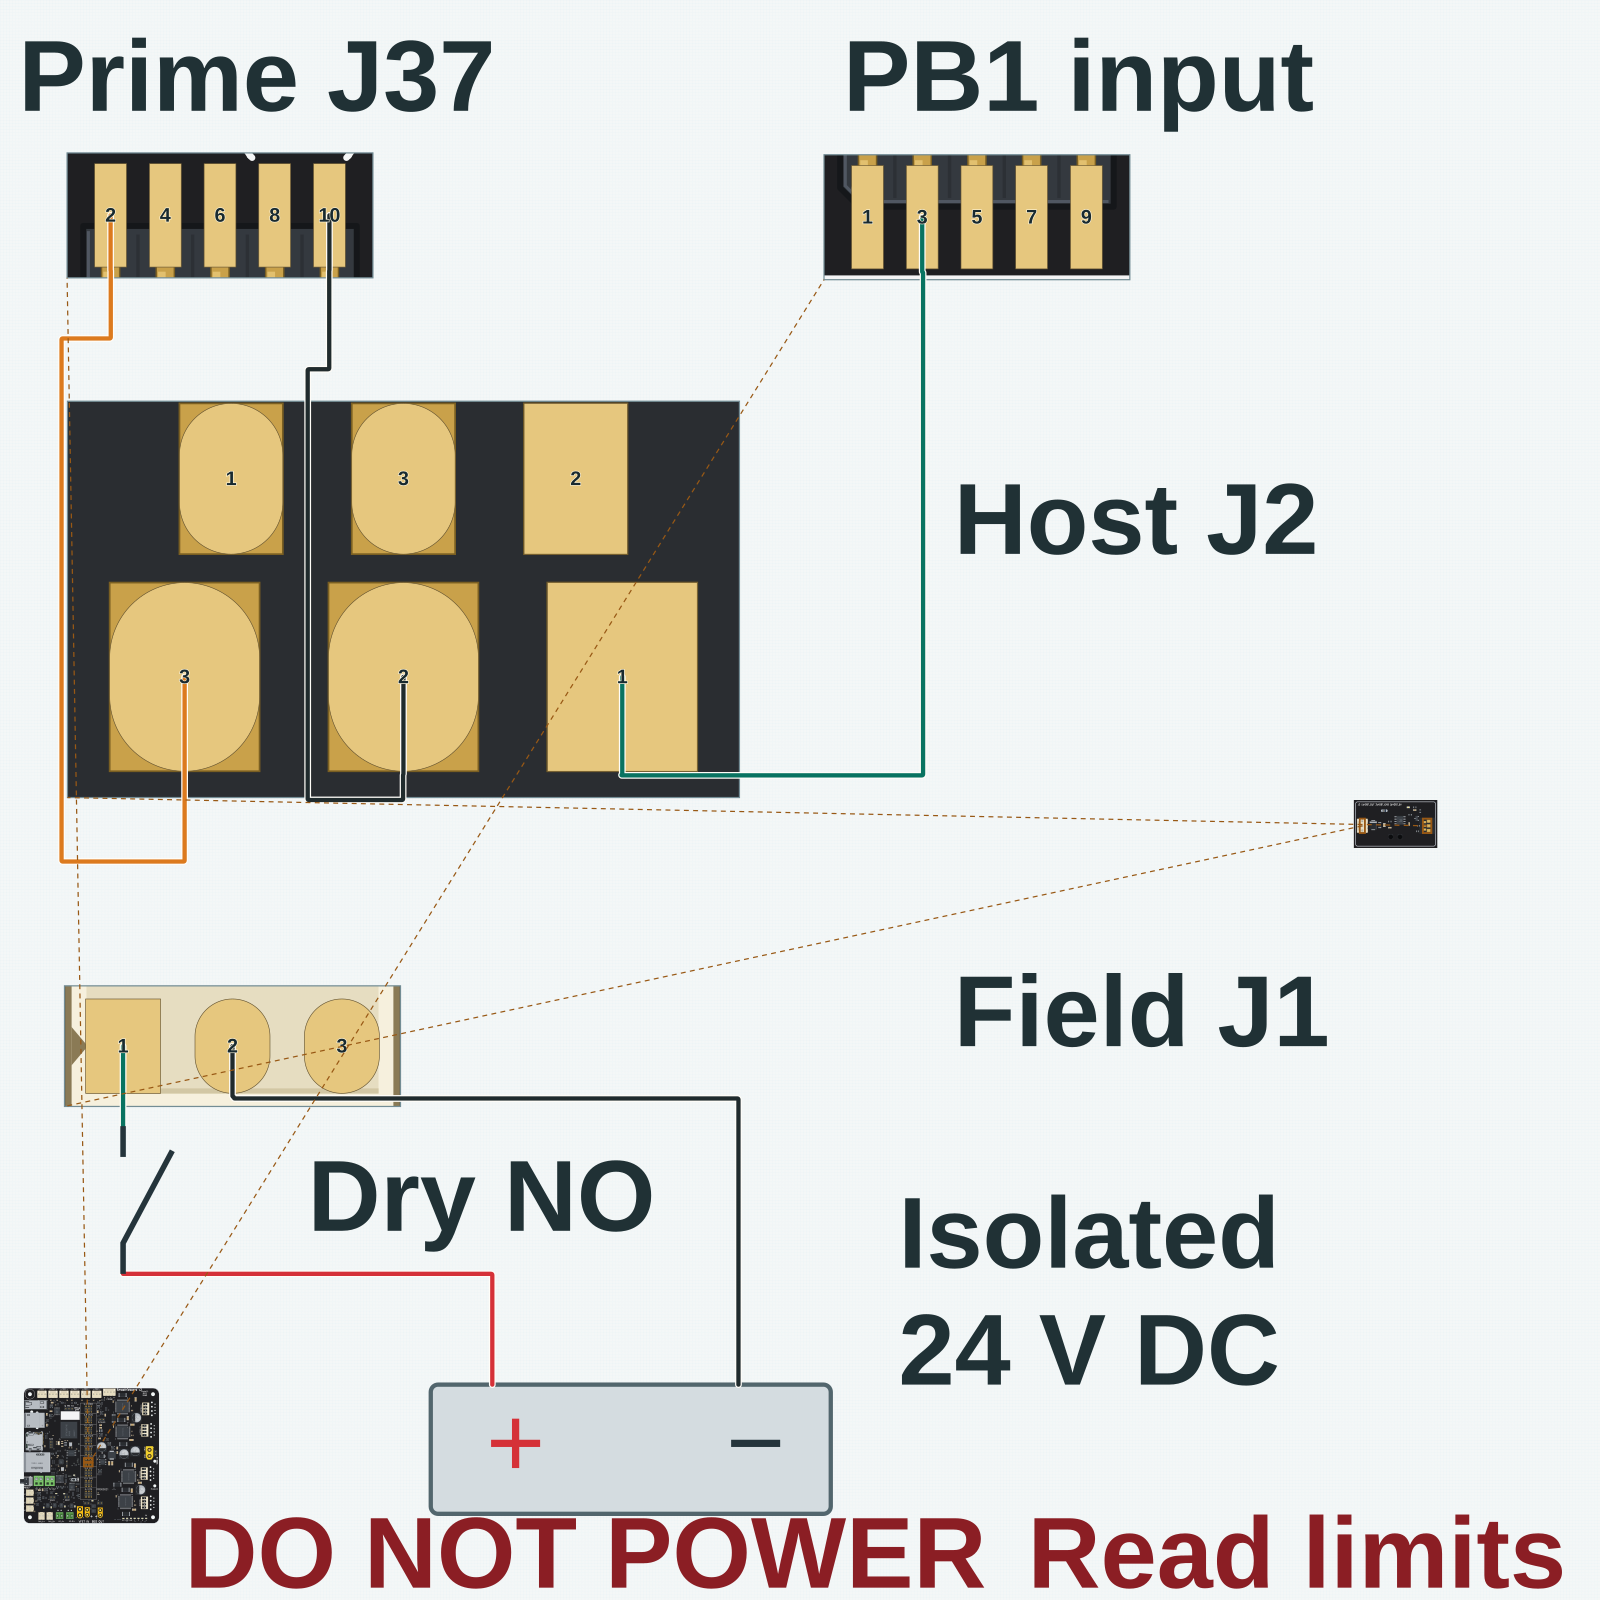 Prime J37
PB1 input
2 4 6 8 10
1 3 5 7 9
1 3 2
Host J2
3 2 1
Field J1
1 2 3
Dry NO
Isolated
24 V DC
+ −
DO NOT POWER Read limits